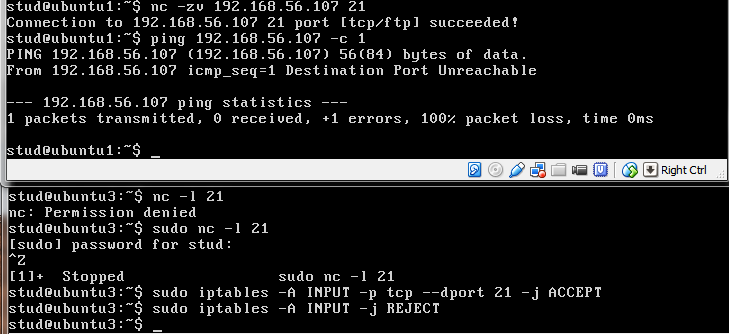 stud@ubuntu1:~$ nc -zv 192.168.56.107 21
Connection to 192.168.56.107 21 port [tcp/ftp] succeeded!
stud@ubuntu1:~$ ping 192.168.56.107 -c 1
PING 192.168.56.107 (192.168.56.107) 56(84) bytes of data.
From 192.168.56.107 icmp_seq=1 Destination Port Unreachable
--- 192.168.56.107 ping statistics ---
1 packets transmitted, 0 received, +1 errors, 100% packet loss, time 0ms
stud@ubuntu1:~$ _
Right Ctrl
stud@ubuntu3:~$ nc -l 21
nc: Permission denied
stud@ubuntu3:~$ sudo nc -l 21
[sudo] password for stud:
^Z
[1]+  Stopped                 sudo nc -l 21
stud@ubuntu3:~$ sudo iptables -A INPUT -p tcp --dport 21 -j ACCEPT
stud@ubuntu3:~$ sudo iptables -A INPUT -j REJECT
stud@ubuntu3:~$ _